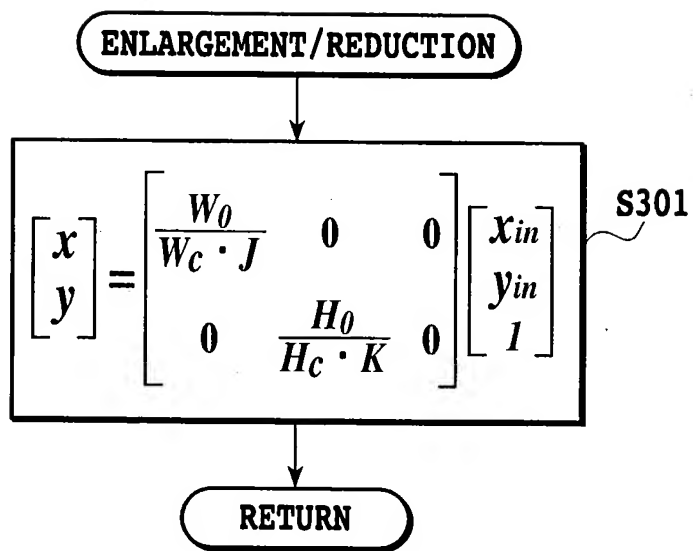 ENLARGEMENT/REDUCTION
S301
[x y] = [W0/(Wc · J) 0 0
0 H0/(Hc · K) 0] [xin yin 1]
RETURN